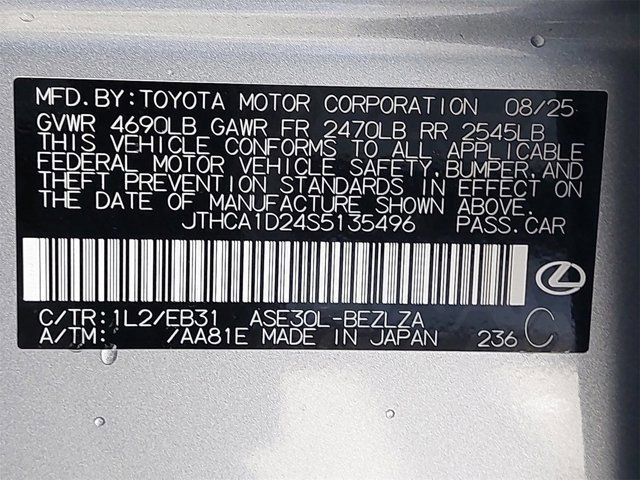 MFD.BY:TOYOTA MOTOR CORPORATION 08/25
GVWR 4690LB GAWR FR 2470LB RR 2545LB
THIS VEHICLE CONFORMS TO ALL APPLICABLE
FEDERAL MOTOR VEHICLE SAFETY,BUMPER,AND
THEFT PREVENTION STANDARDS IN EFFECT ON
THE DATE OF MANUFACTURE SHOWN ABOVE.
JTHCA1D24S5135496 PASS.CAR
C/TR:1L2/EB31 ASE30L-BEZLZA
A/TM: /AA81E MADE IN JAPAN 236 C